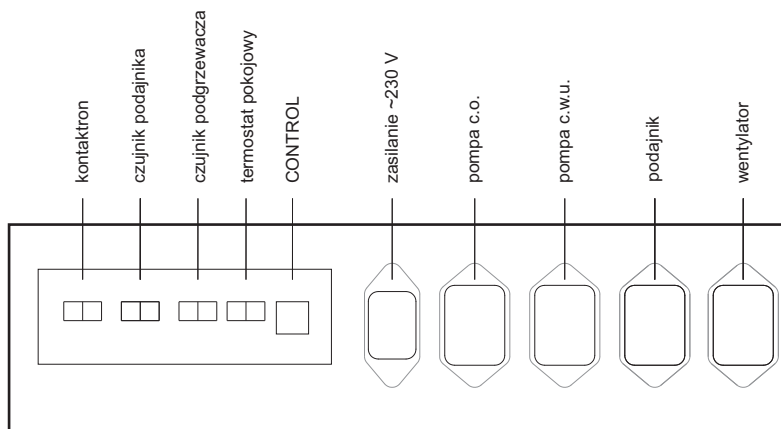 kontaktron
czujnik podajnika
czujnik podgrzewacza
termostat pokojowy
CONTROL
zasilanie ~230 V
pompa c.o.
pompa c.w.u.
podajnik
wentylator